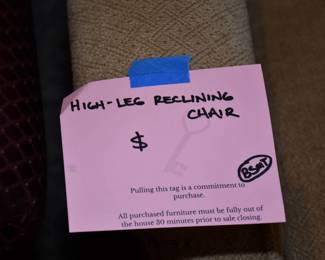 HIGH-LEG RECLINING
CHAIR
$
BSMT
Pulling this tag is a commitment to
purchase.
All purchased furniture must be fully out of
the house 30 minutes prior to sale closing.